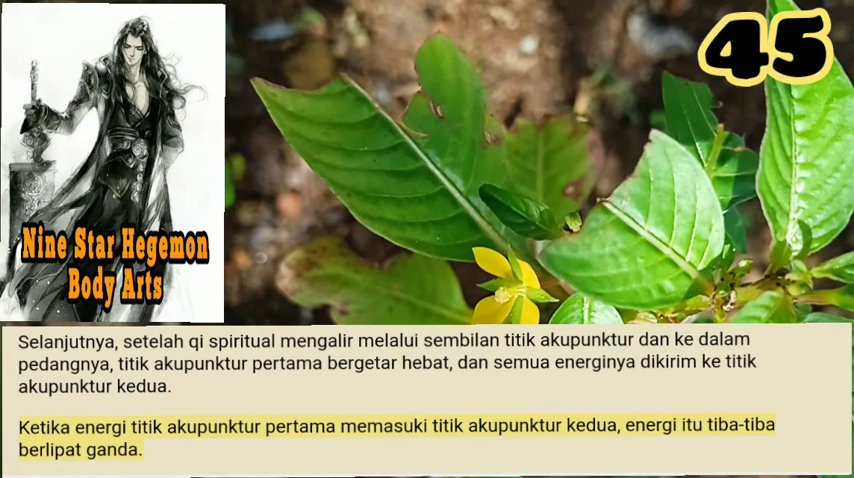 45
Nine Star Hegemon
Body Arts
Selanjutnya, setelah qi spiritual mengalir melalui sembilan titik akupunktur dan ke dalam
pedangnya, titik akupunktur pertama bergetar hebat, dan semua energinya dikirim ke titik
akupunktur kedua.
Ketika energi titik akupunktur pertama memasuki titik akupunktur kedua, energi itu tiba-tiba
berlipat ganda.